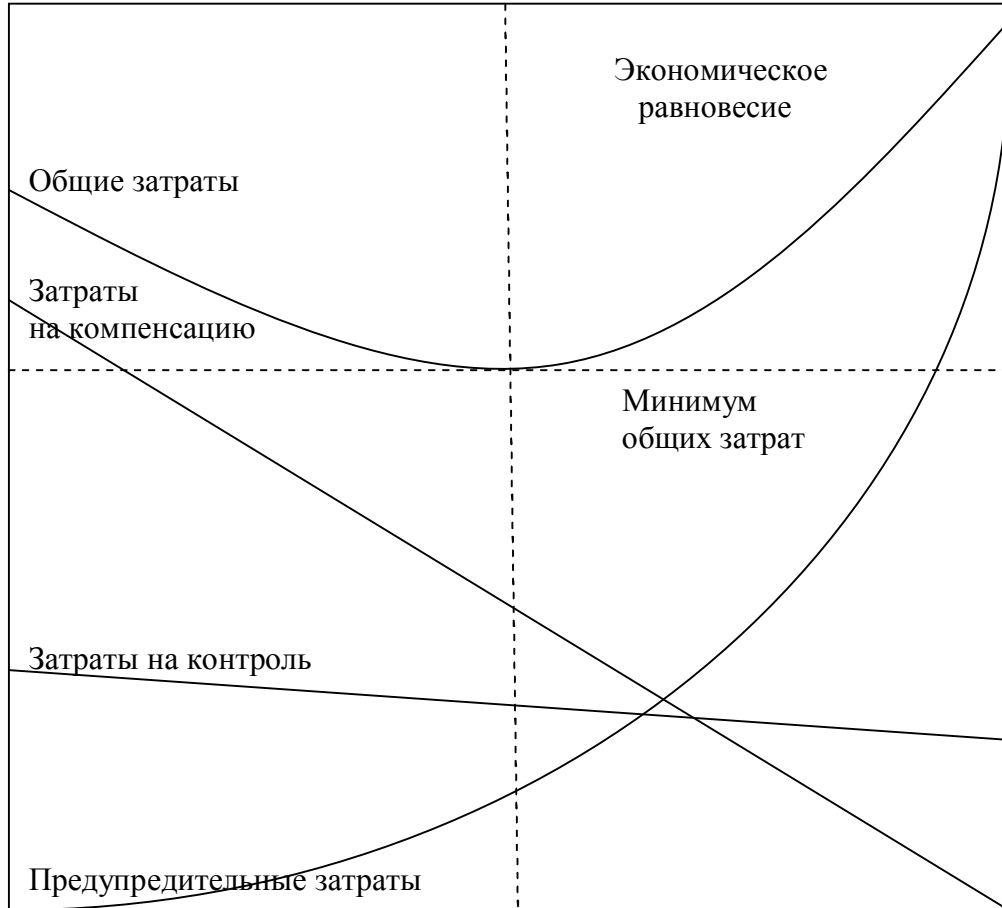 Экономическое
равновесие
Общие затраты
Затраты
на компенсацию
Минимум
общих затрат
Затраты на контроль
Предупредительные затраты